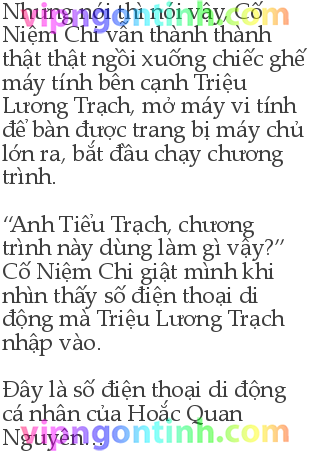 Nhưng nói thì nói vậy, Cố
Niệm Chi vẫn thành thành
thật thật ngồi xuống chiếc ghế
máy tính bên cạnh Triệu
Lương Trạch, mở máy vi tính
để bàn được trang bị máy chủ
lớn ra, bắt đầu chạy chương
trình.
“Anh Tiểu Trạch, chương
trình này dùng làm gì vậy?”
Cố Niệm Chi giật mình khi
nhìn thấy số điện thoại di
động mà Triệu Lương Trạch
nhập vào.
Đây là số điện thoại di động
cá nhân của Hoắc Quan
Nguyên…
vipngontinh.com
vipngontinh.com